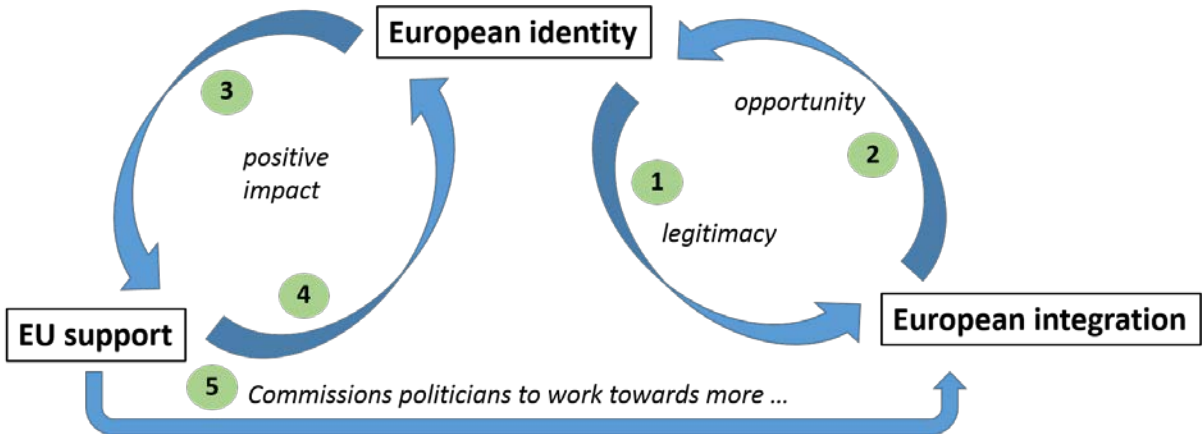 European identity
3
opportunity
2
positive
impact
1
legitimacy
4
EU support
European integration
5
Commissions politicians to work towards more ...